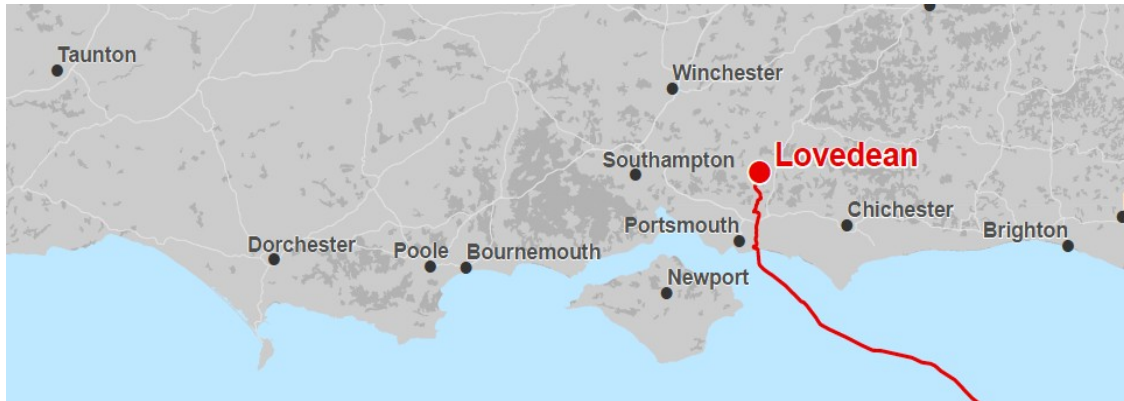 Taunton
Winchester
Southampton
Lovedean
Portsmouth
Chichester
Brighton
Dorchester
Poole
Bournemouth
Newport